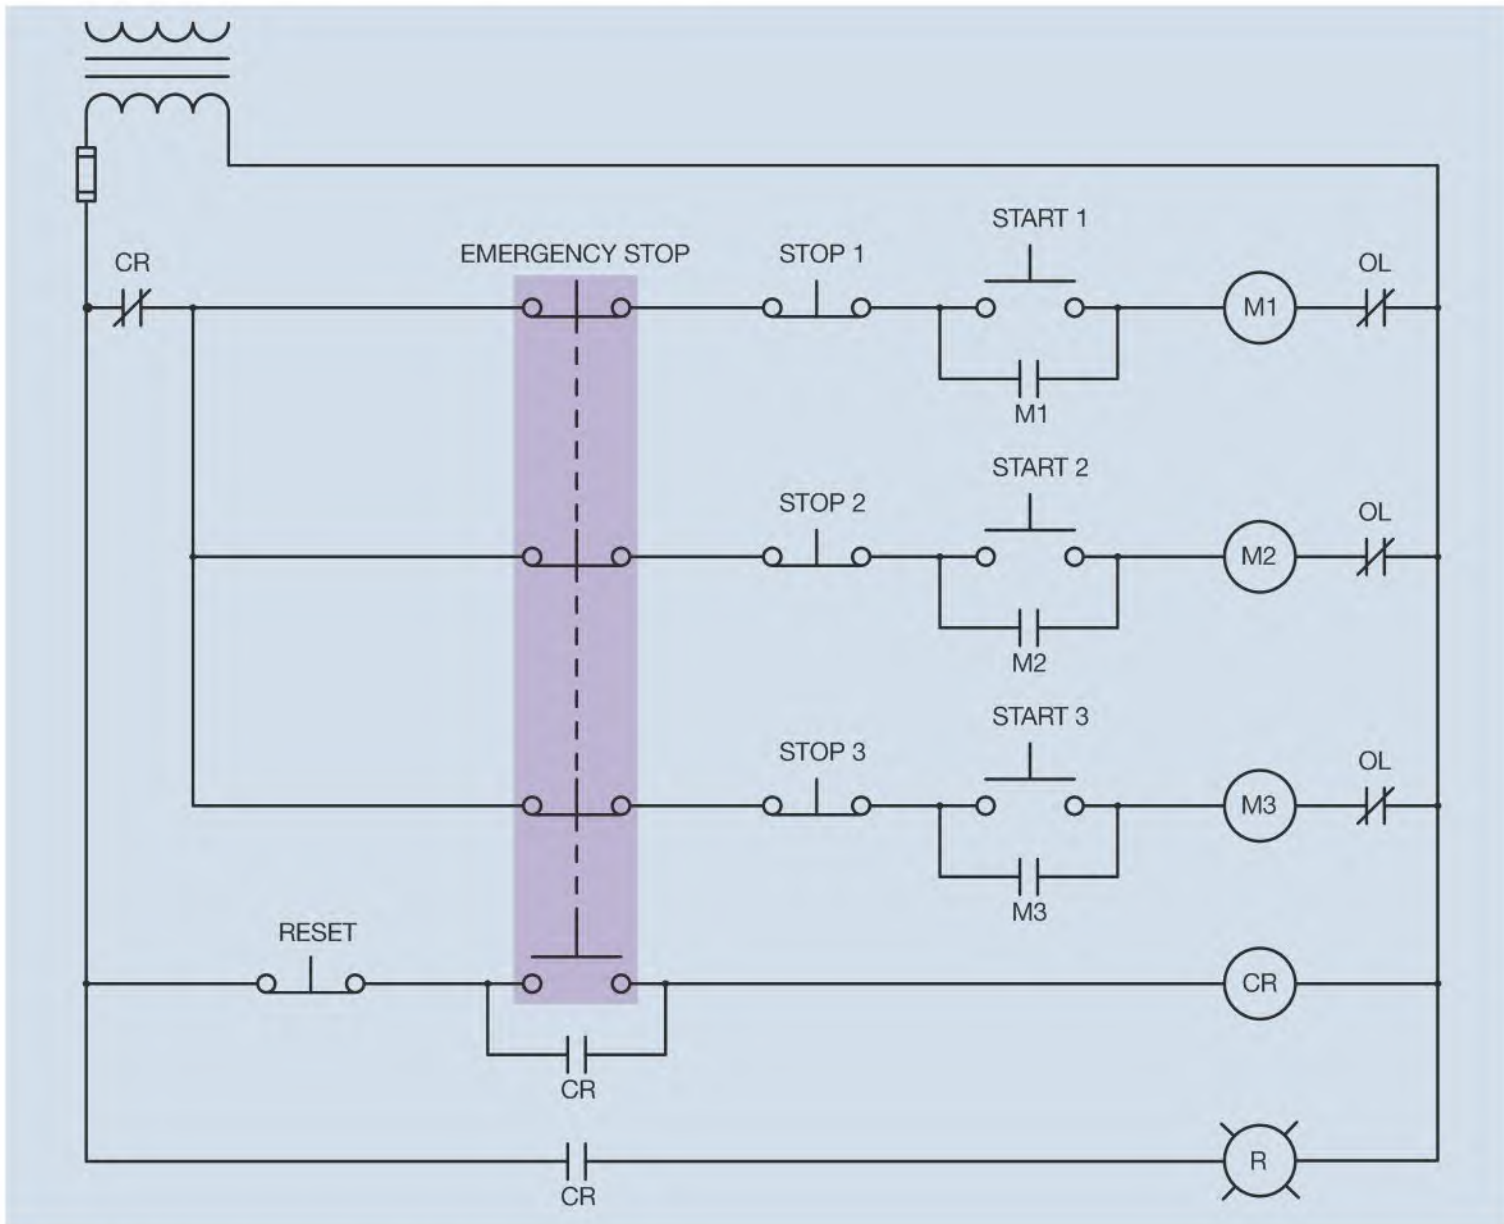 START 1
EMERGENCY STOP
STOP 1
CR
OL
M1
M1
START 2
STOP 2
OL
M2
M2
START 3
STOP 3
OL
M3
M3
RESET
CR
CR
R
CR